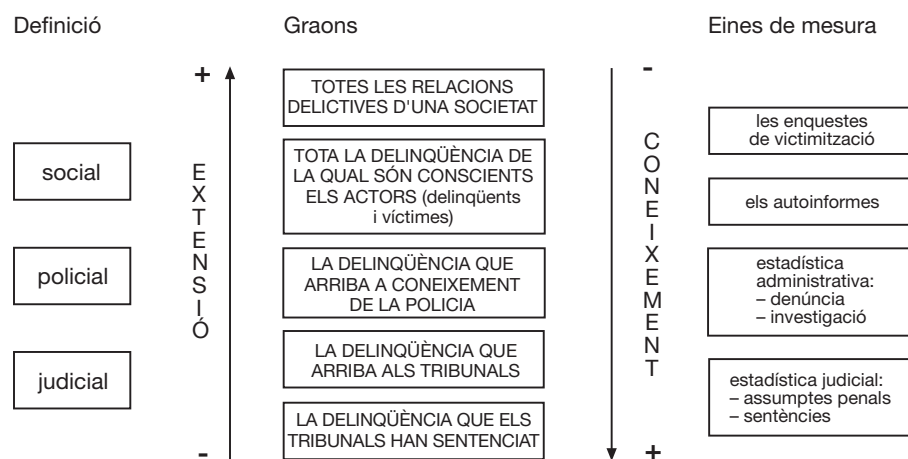 Definició
Graons
Eines de mesura
+
-
EXTENSIÓ
-
+
CONEIXEMENT
social
policial
judicial
TOTES LES RELACIONS
DELICTIVES D'UNA SOCIETAT
TOTA LA DELINQÜÈNCIA DE
LA QUAL SÓN CONSCIENTS
ELS ACTORS (delinqüents
i víctimes)
LA DELINQÜÈNCIA QUE
ARRIBA A CONEIXEMENT
DE LA POLICIA
LA DELINQÜÈNCIA QUE
ARRIBA ALS TRIBUNALS
LA DELINQÜÈNCIA QUE ELS
TRIBUNALS HAN SENTENCIAT
les enquestes
de victimització
els autoinformes
estadística
administrativa:
– denúncia
– investigació
estadística judicial:
– assumptes penals
– sentències